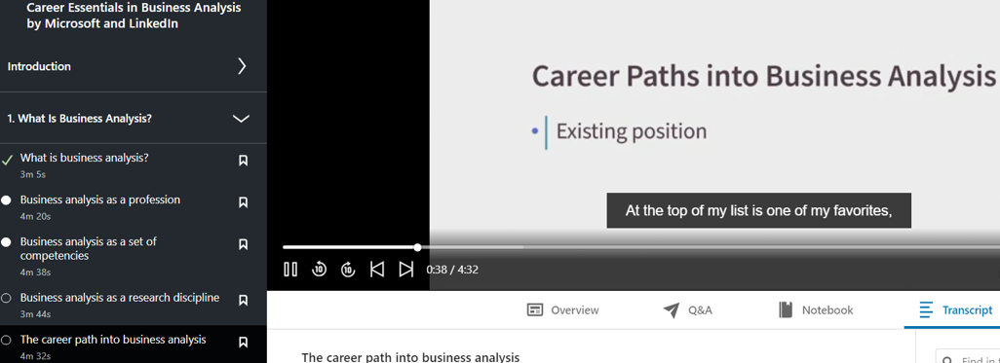 Career Essentials in Business Analysis
by Microsoft and LinkedIn
Introduction
1. What Is Business Analysis?
What is business analysis?
3m 5s
Business analysis as a profession
4m 20s
Business analysis as a set of
competencies
4m 38s
Business analysis as a research discipline
3m 44s
The career path into business analysis
4m 32s
Career Paths into Business Analysis
Existing position
At the top of my list is one of my favorites,
10
10
0:38 / 4:32
Overview
Q&A
Notebook
Transcript
The career path into business analysis
Find in